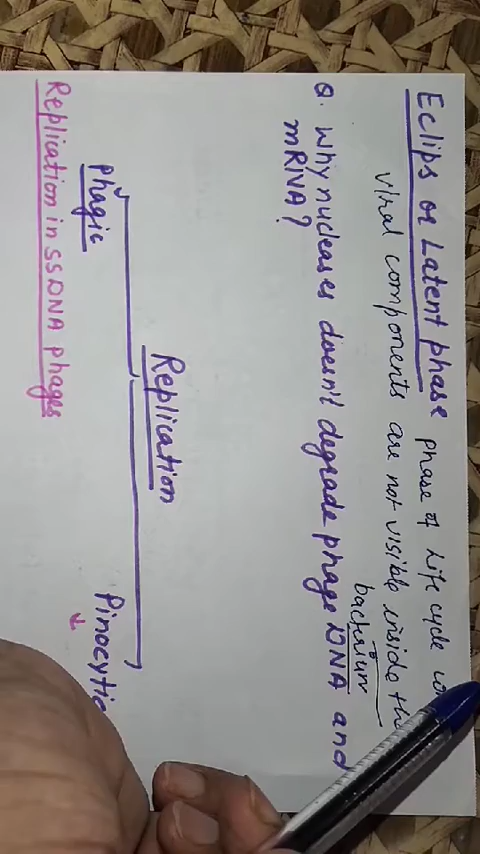 Eclips or Latent phase phase of life cycle
viral components are not visible inside the
bacterium
Q. Why nucleases doesn't degrade phage DNA and
mRNA?
Replication
Phagic Pinocytic
Replication in SSDNA phages